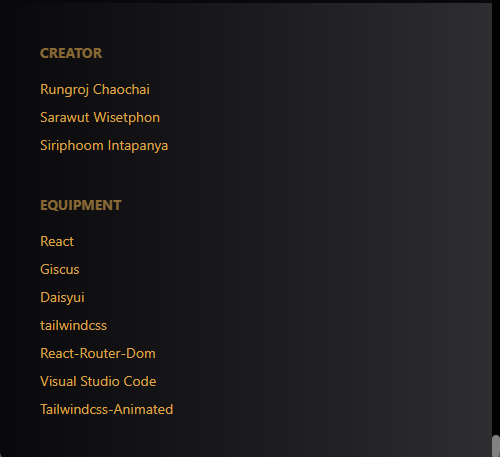 CREATOR
Rungroj Chaochai
Sarawut Wisetphon
Siriphoom Intapanya
EQUIPMENT
React
Giscus
Daisyui
tailwindcss
React-Router-Dom
Visual Studio Code
Tailwindcss-Animated